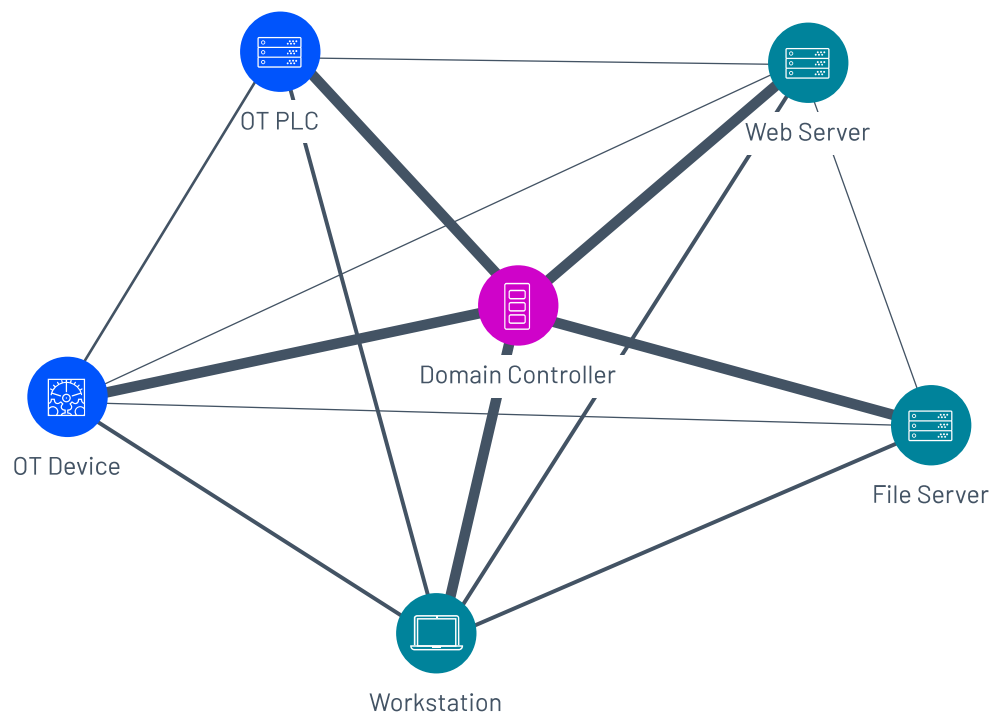 OT PLC
Web Server
Domain Controller
OT Device
File Server
Workstation